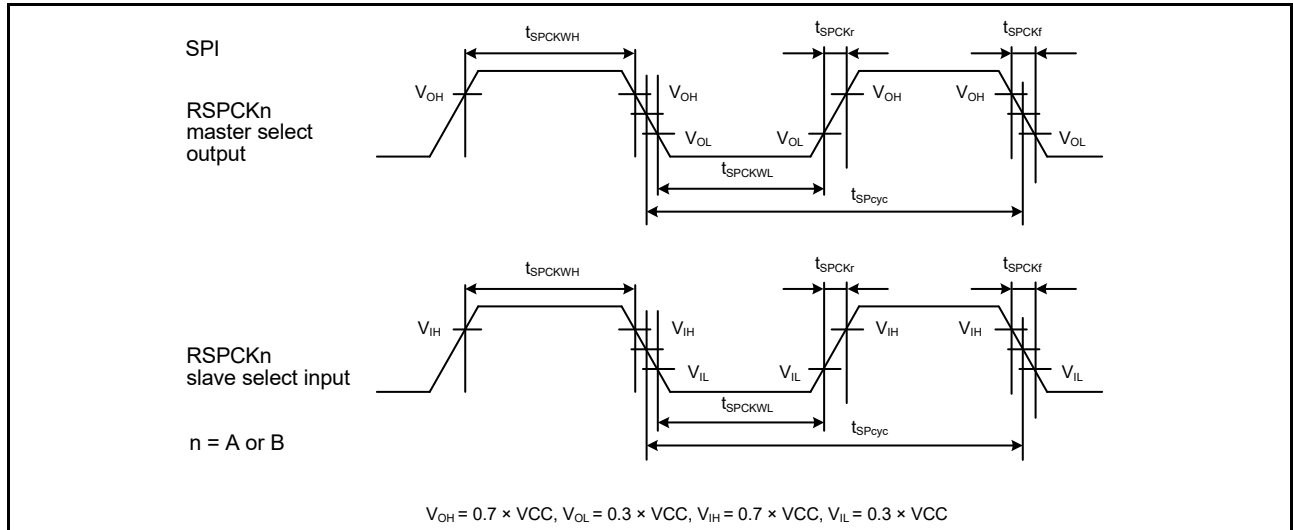 SPI
tSPCKWH
tSPCKr
tSPCKf
VOH
VOH
VOH
VOH
RSPCKn
master select
output
VOL
VOL
VOL
tSPCKWL
tSPcyc
tSPCKWH
tSPCKr
tSPCKf
VIH
VIH
VIH
VIH
RSPCKn
slave select input
VIL
VIL
VIL
tSPCKWL
tSPcyc
n = A or B
VOH = 0.7 × VCC, VOL = 0.3 × VCC, VIH = 0.7 × VCC, VIL = 0.3 × VCC